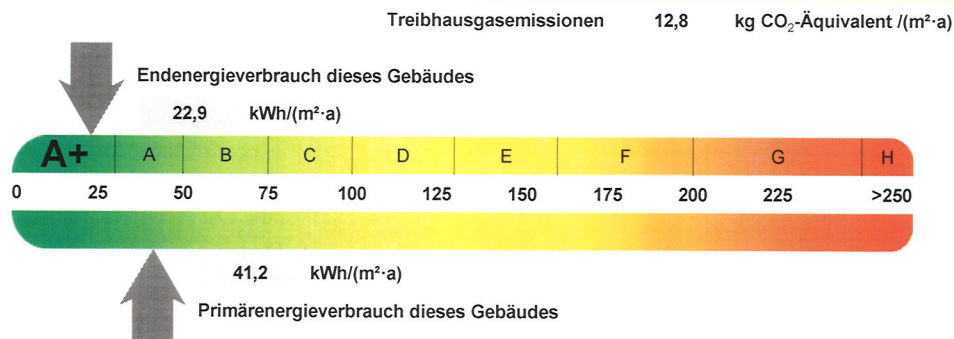 Treibhausgasemissionen 12,8 kg CO₂-Äquivalent /(m²·a)
Endenergieverbrauch dieses Gebäudes
22,9 kWh/(m²·a)
A+ A B C D E F G H
0 25 50 75 100 125 150 175 200 225 >250
41,2 kWh/(m²·a)
Primärenergieverbrauch dieses Gebäudes